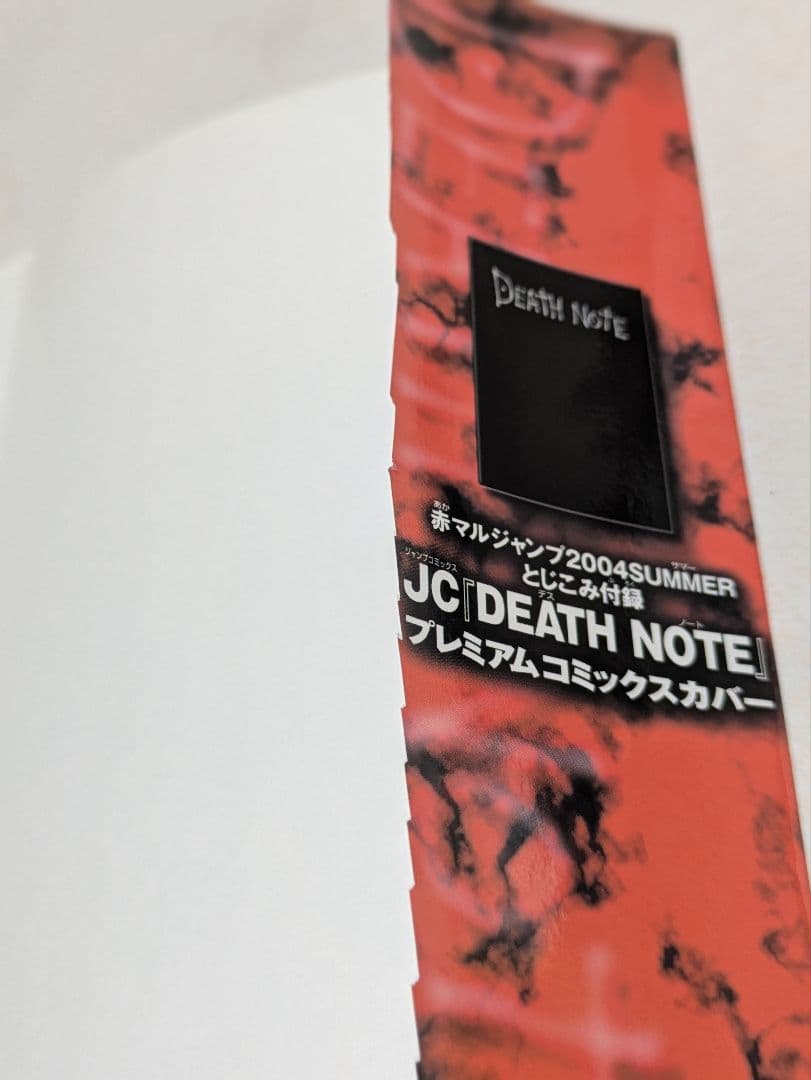 DEATH NOTE
赤マルジャンプ2004SUMMER
とじこみ付録
JC『DEATH NOTE』
プレミアムコミックスカバー